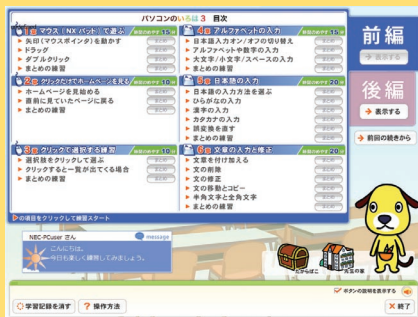 パソコンのいろは3 目次
1章 マウス（NXパッド）で遊ぶ
矢印（マウスポインタ）を動かす
ドラッグ
ダブルクリック
まとめの練習
2章 クリックだけでホームページを見る
ホームページを見始める
直前に見ていたページに戻る
まとめの練習
3章 クリックで選択する練習
選択肢をクリックして選ぶ
クリックすると一覧が出てくる場合
まとめの練習
4章 アルファベットの入力
日本語入力オン/オフの切り替え
アルファベットや数字の入力
大文字/小文字/スペースの入力
まとめの練習
5章 日本語の入力
日本語の入力方法を選ぶ
ひらがなの入力
漢字の入力
カタカナの入力
誤変換を直す
まとめの練習
6章 文章の入力と修正
文章を付け加える
文の削除
文の修正
文の移動とコピー
半角文字と全角文字
まとめの練習
の項目をクリックして練習スタート
前編
表示する
後編
表示する
前回の続きから
NEC-PCuser さん
message
こんにちは。
今日も楽しく練習してみましょう。
たからばこ
ボタンの説明を表示する
学習記録を消す
? 操作方法
× 終了